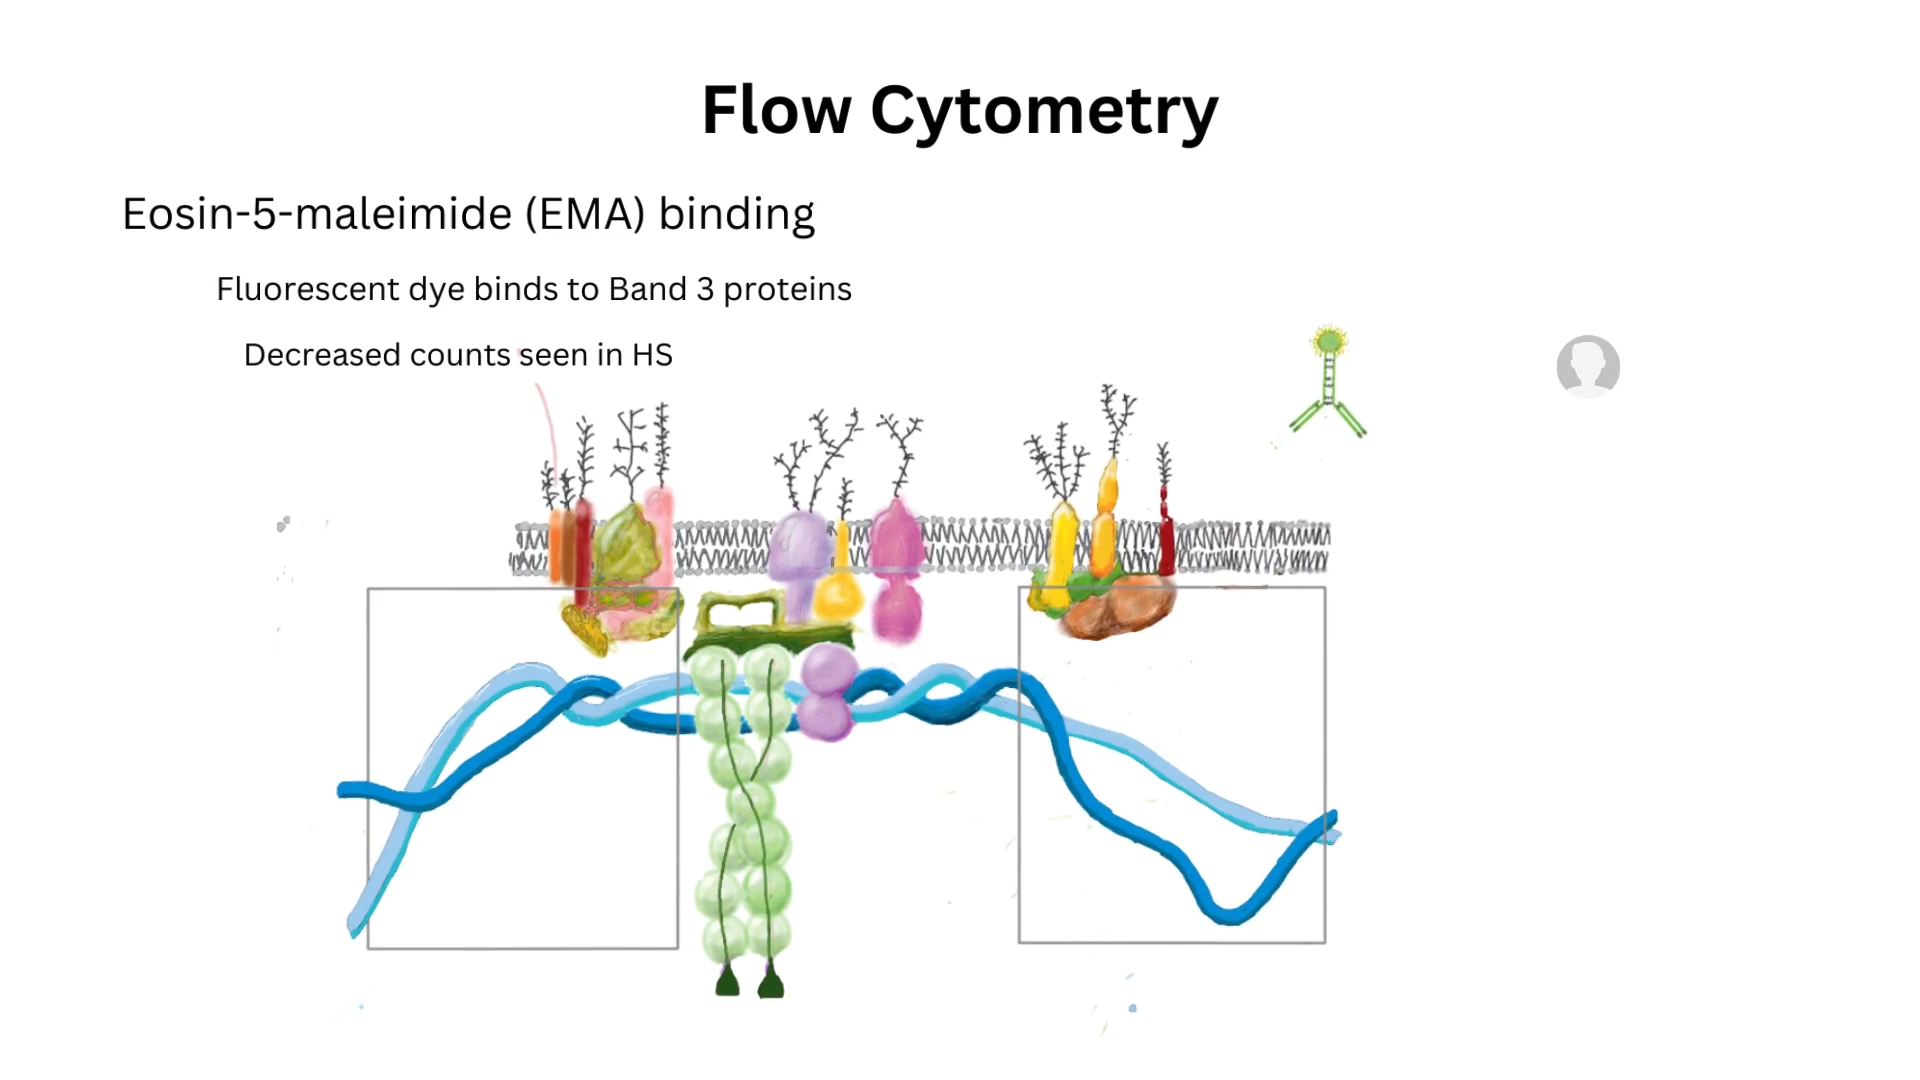 Flow Cytometry
Eosin-5-maleimide (EMA) binding
Fluorescent dye binds to Band 3 proteins
Decreased counts seen in HS